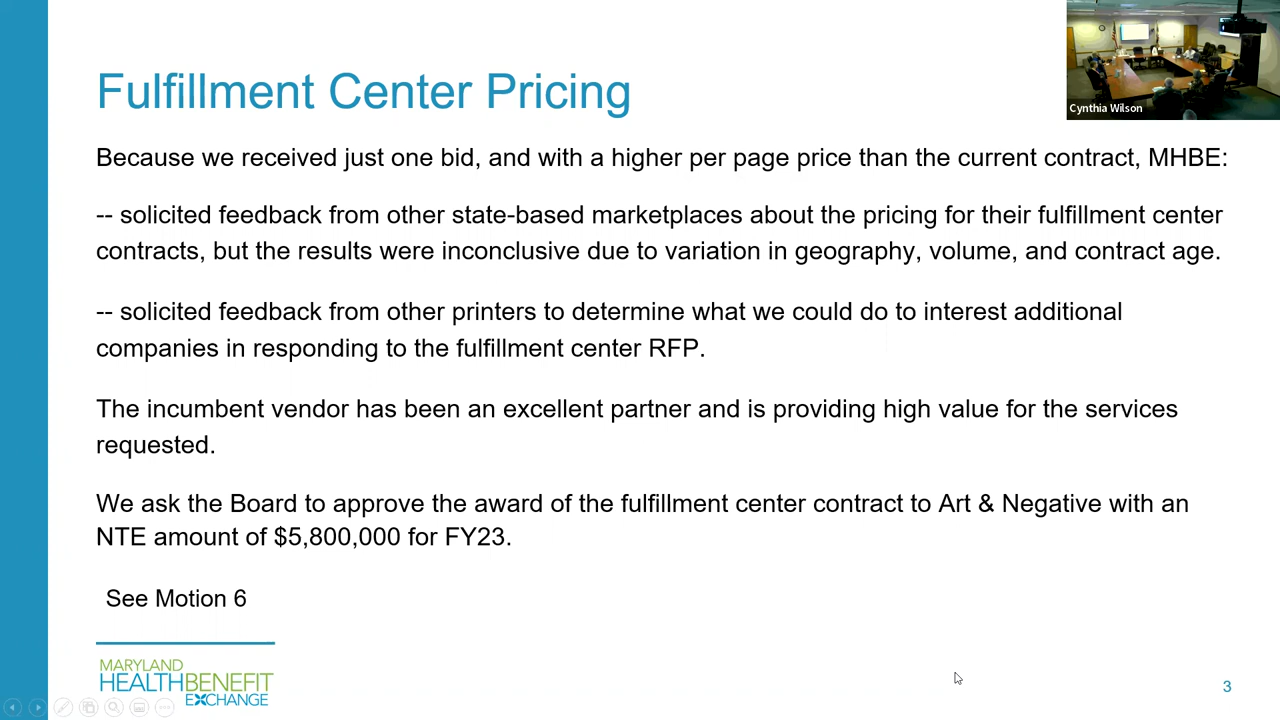 Cynthia Wilson
Fulfillment Center Pricing
Because we received just one bid, and with a higher per page price than the current contract, MHBE:
-- solicited feedback from other state-based marketplaces about the pricing for their fulfillment center
contracts, but the results were inconclusive due to variation in geography, volume, and contract age.
-- solicited feedback from other printers to determine what we could do to interest additional
companies in responding to the fulfillment center RFP.
The incumbent vendor has been an excellent partner and is providing high value for the services
requested.
We ask the Board to approve the award of the fulfillment center contract to Art & Negative with an
NTE amount of $5,800,000 for FY23.
See Motion 6
MARYLAND
HEALTHBENEFIT
EXCHANGE
3